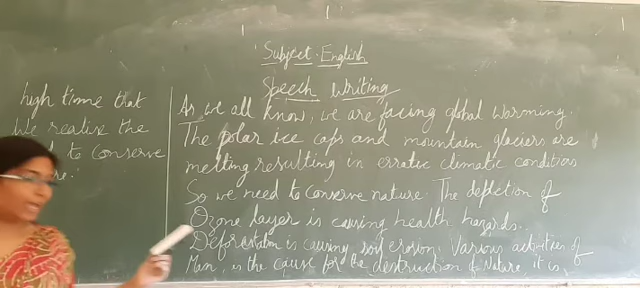 Subject. English
Speech Writing
As we all know, we are facing global warming.
The polar ice caps and mountain glaciers are
melting resulting in erratic climatic conditions
So we need to conserve nature. The depletion of
Ozone layer is causing health hazards.
Deforestation is causing soil erosion. Various activities of
Man, is the cause for the destruction of Nature, it is,
high time that
We realise the
to conserve